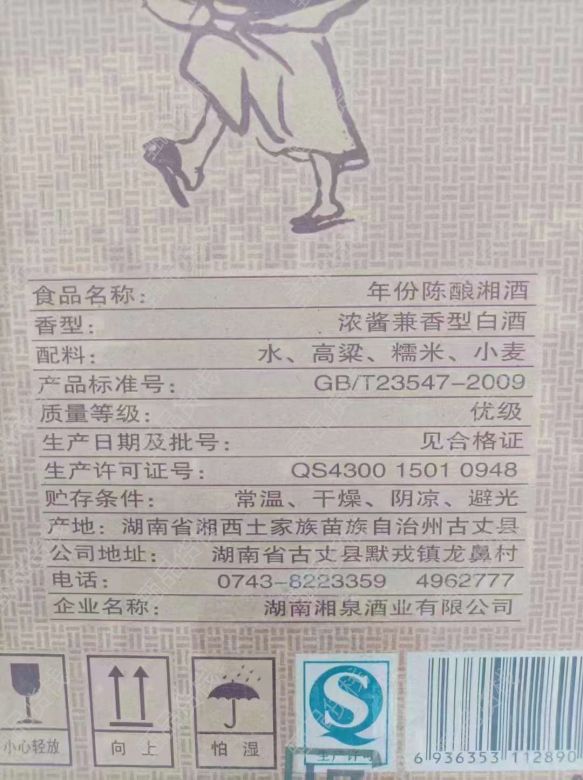 食品名称： 年份陈酿湘酒
香型： 浓酱兼香型白酒
配料： 水、高粱、糯米、小麦
产品标准号： GB/T23547-2009
质量等级： 优级
生产日期及批号： 见合格证
生产许可证号： QS4300 1501 0948
贮存条件： 常温、干燥、阴凉、避光
产地：湖南省湘西土家族苗族自治州古丈县
公司地址： 湖南省古丈县默戎镇龙鼻村
电话： 0743-8223359 4962777
企业名称： 湖南湘泉酒业有限公司
小心轻放 向上 怕湿 生产许可 6 936353 112890